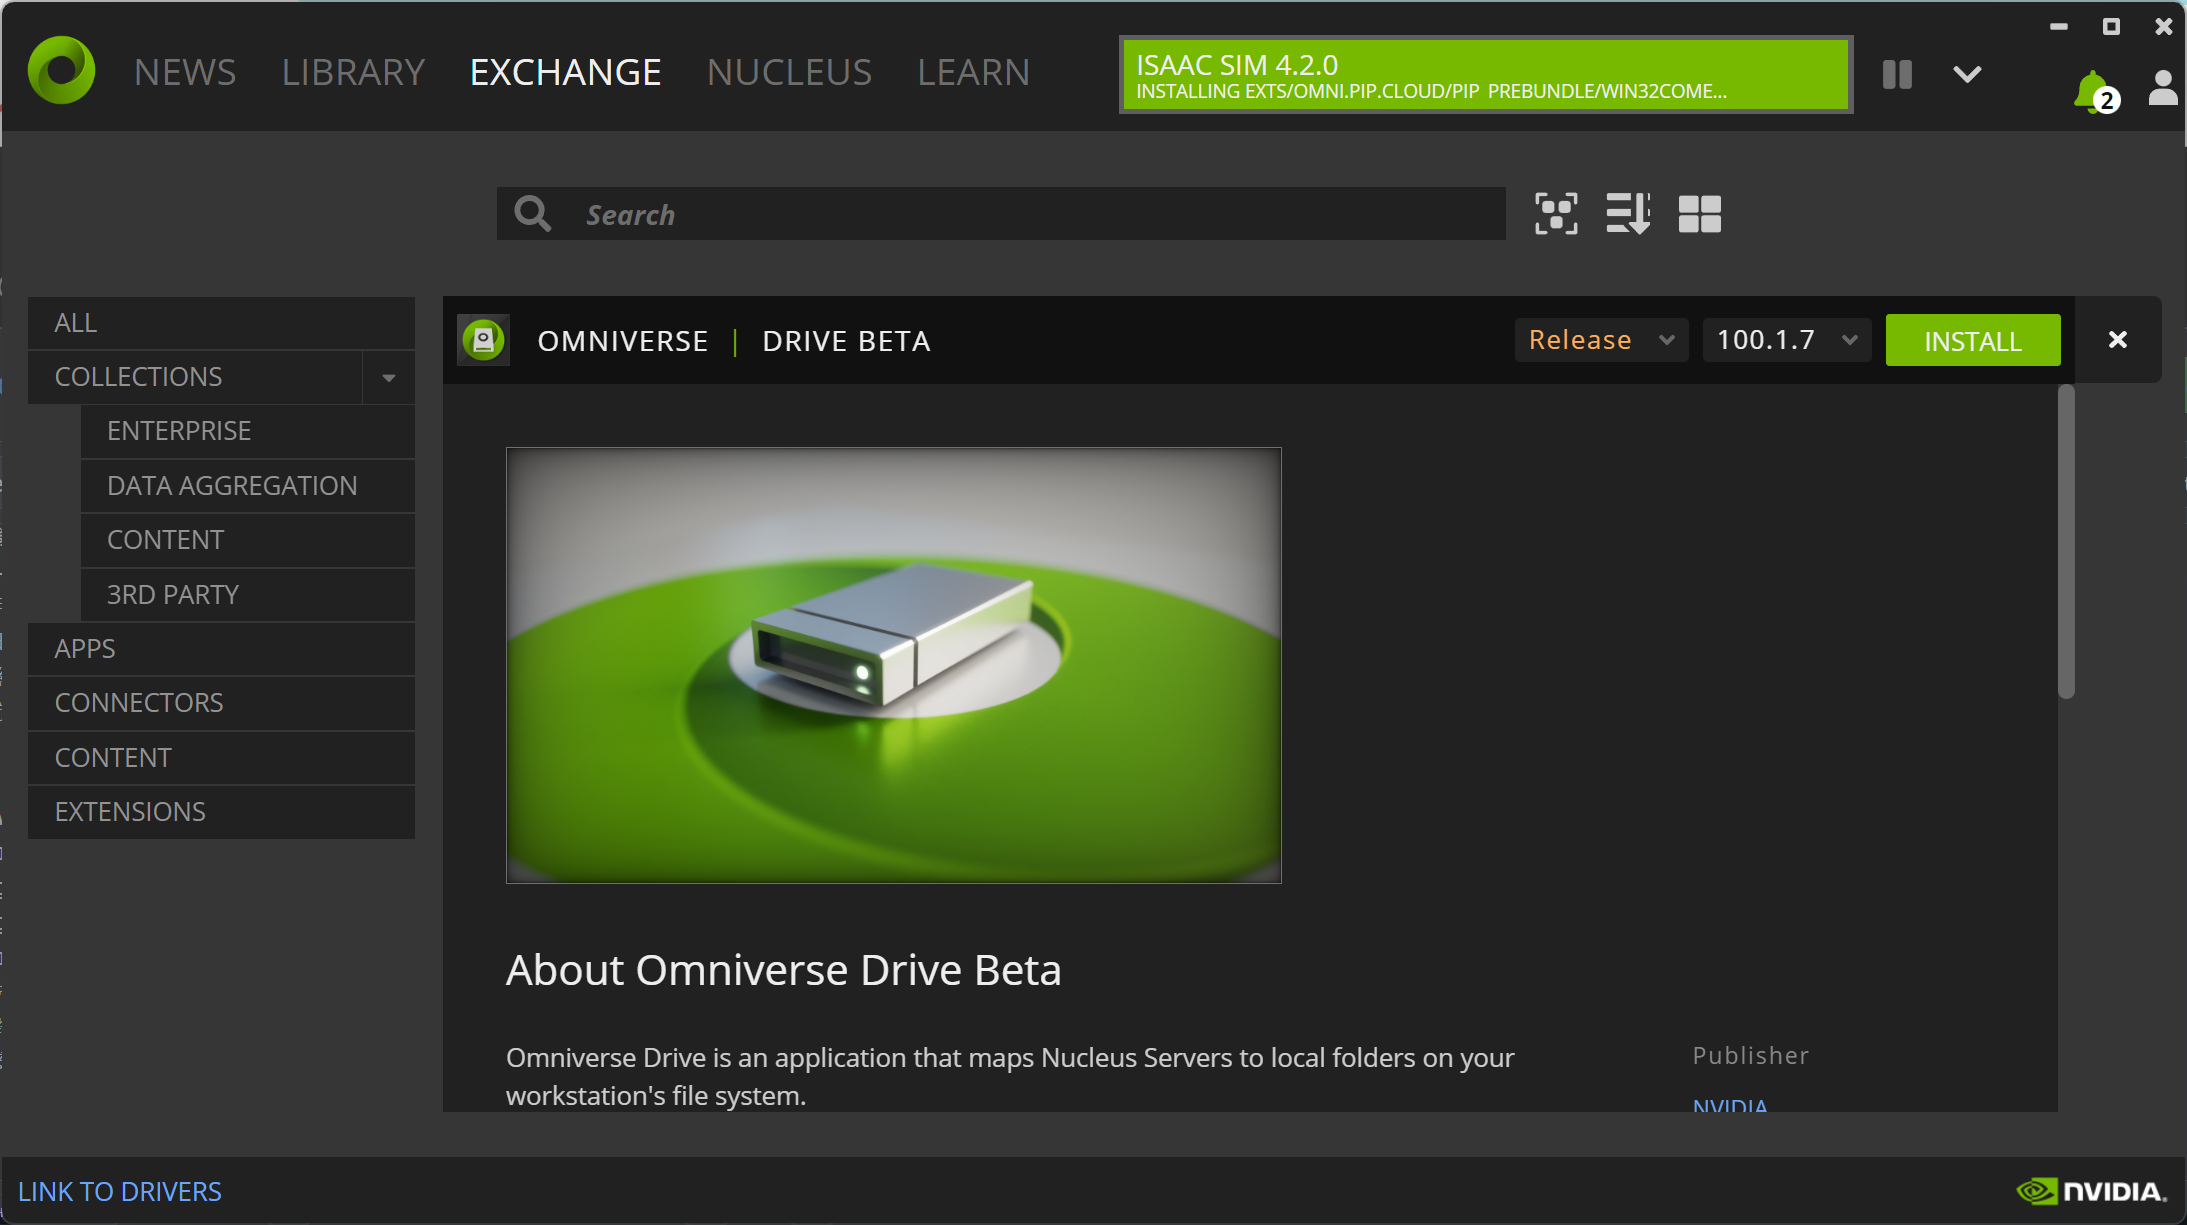 NEWS
LIBRARY
EXCHANGE
NUCLEUS
LEARN
ISAAC SIM 4.2.0
INSTALLING EXTS/OMNI.PIP.CLOUD/PIP PREBUNDLE/WIN32COME...
2
Search
ALL
COLLECTIONS
ENTERPRISE
DATA AGGREGATION
CONTENT
3RD PARTY
APPS
CONNECTORS
CONTENT
EXTENSIONS
OMNIVERSE | DRIVE BETA
Release
100.1.7
INSTALL
About Omniverse Drive Beta
Omniverse Drive is an application that maps Nucleus Servers to local folders on your
workstation's file system.
Publisher
NVIDIA
LINK TO DRIVERS
NVIDIA.